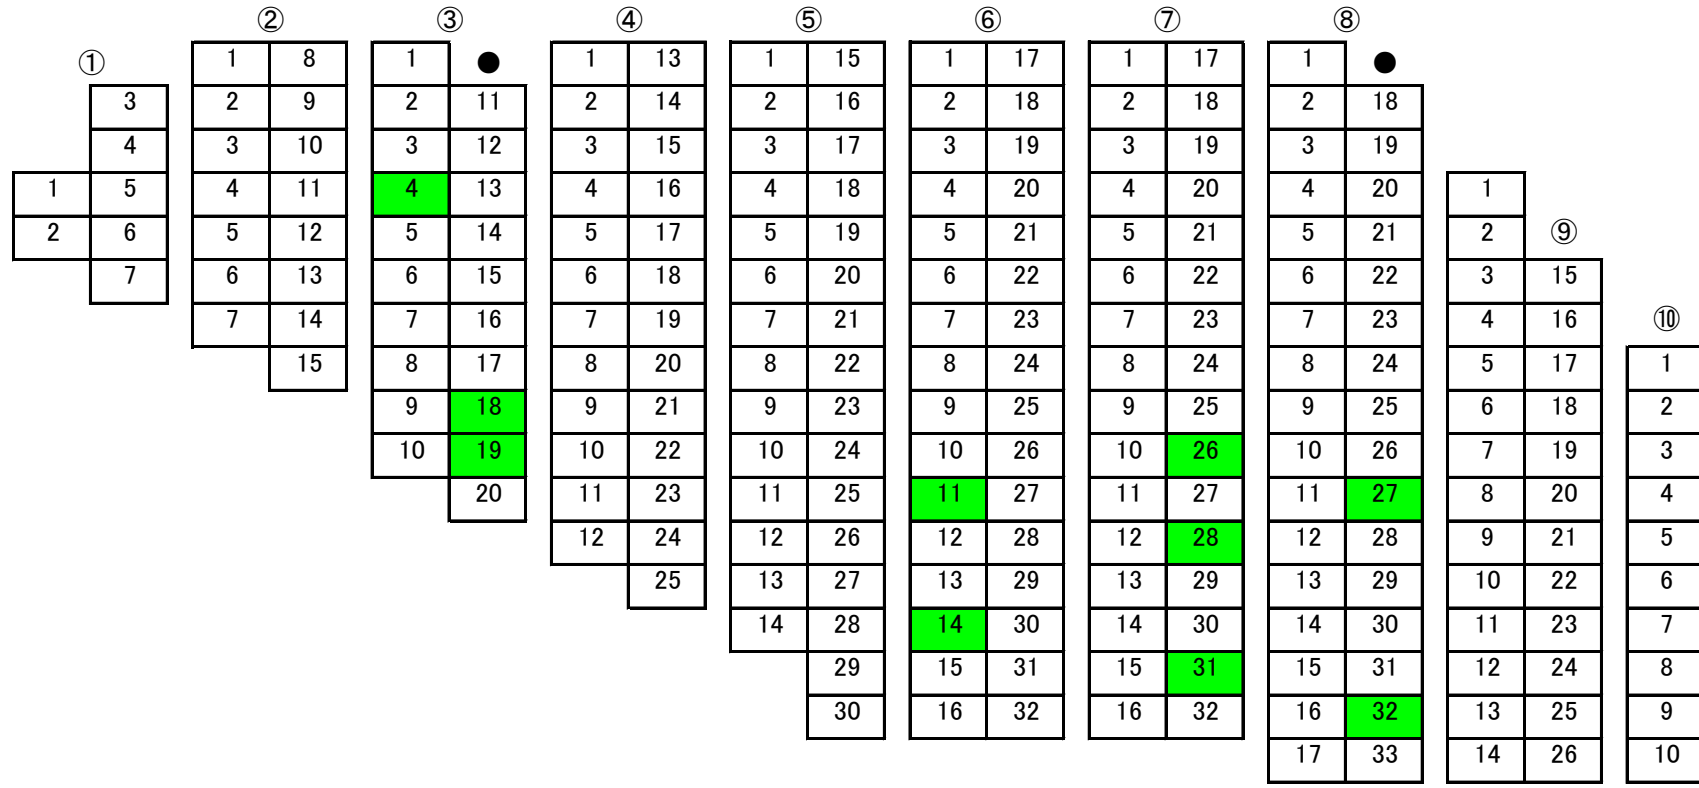 ② ③ ④ ⑤ ⑥ ⑦ ⑧
① 1 8 1 ● 1 13 1 15 1 17 1 17 1 ●
3 2 9 2 11 2 14 2 16 2 18 2 18 2 18
4 3 10 3 12 3 15 3 17 3 19 3 19 3 19
1 5 4 11 4 13 4 16 4 18 4 20 4 20 4 20 1
2 6 5 12 5 14 5 17 5 19 5 21 5 21 5 21 2 ⑨
7 6 13 6 15 6 18 6 20 6 22 6 22 6 22 3 15
7 14 7 16 7 19 7 21 7 23 7 23 7 23 4 16 ⑩
15 8 17 8 20 8 22 8 24 8 24 8 24 5 17 1
9 18 9 21 9 23 9 25 9 25 9 25 6 18 2
10 19 10 22 10 24 10 26 10 26 10 26 7 19 3
20 11 23 11 25 11 27 11 27 11 27 8 20 4
12 24 12 26 12 28 12 28 12 28 9 21 5
25 13 27 13 29 13 29 13 29 10 22 6
14 28 14 30 14 30 14 30 11 23 7
29 15 31 15 31 15 31 12 24 8
30 16 32 16 32 16 32 13 25 9
17 33 14 26 10